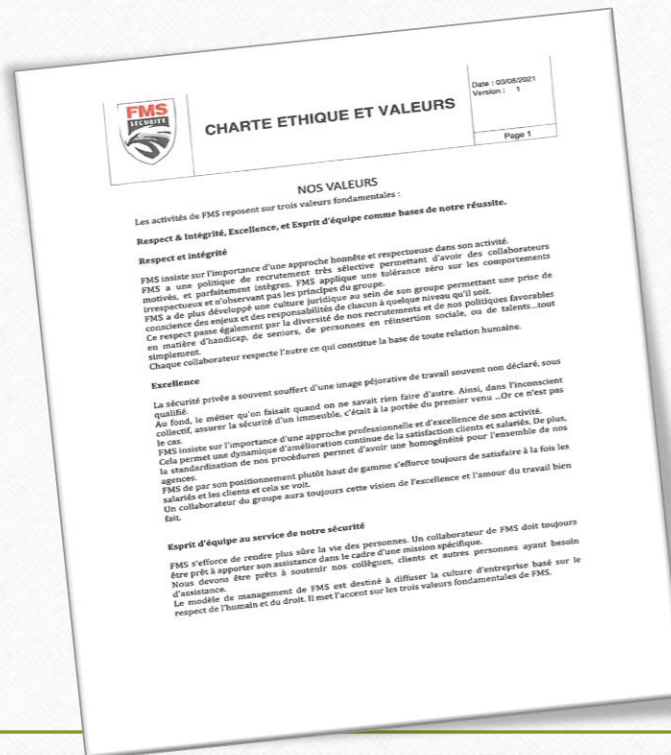 FMS
SECURITE
CHARTE ETHIQUE ET VALEURS
Date : 03/08/2021
Version : 1
Page 1
NOS VALEURS
Les activités de FMS reposent sur trois valeurs fondamentales :
Respect & Intégrité, Excellence, et Esprit d'équipe comme bases de notre réussite.
Respect et intégrité
FMS insiste sur l'importance d'une approche honnête et respectueuse dans son activité.
FMS a une politique de recrutement très sélective permettant d'avoir des collaborateurs
motivés, et parfaitement intègres. FMS applique une tolérance zéro sur les comportements
irrespectueux et n'observant pas les principes du groupe.
FMS a de plus développé une culture juridique au sein de son groupe permettant une prise de
conscience des enjeux et des responsabilités de chacun à quelque niveau qu'il soit.
Ce respect passe également par la diversité de nos recrutements et de nos politiques favorables
en matière d'handicap, de seniors, de personnes en réinsertion sociale, ou de talents...tout
simplement.
Chaque collaborateur respecte l'autre ce qui constitue la base de toute relation humaine.
Excellence
La sécurité privée a souvent souffert d'une image péjorative de travail souvent non déclaré, sous
qualifié.
Au fond, le métier qu'on faisait quand on ne savait rien faire d'autre. Ainsi, dans l'inconscient
collectif, assurer la sécurité d'un immeuble, c'était à la portée du premier venu ...Or ce n'est pas
le cas.
FMS insiste sur l'importance d'une approche professionnelle et d'excellence de son activité.
Cela permet une dynamique d'amélioration continue de la satisfaction clients et salariés. De plus,
la standardisation de nos procédures permet d'avoir une homogénéité pour l'ensemble de nos
agences.
FMS de par son positionnement plutôt haut de gamme s'efforce toujours de satisfaire à la fois les
salariés et les clients et cela se voit.
Un collaborateur du groupe aura toujours cette vision de l'excellence et l'amour du travail bien
fait.
Esprit d'équipe au service de notre sécurité
FMS s'efforce de rendre plus sûre la vie des personnes. Un collaborateur de FMS doit toujours
être prêt à apporter son assistance dans le cadre d'une mission spécifique.
Nous devons être prêts à soutenir nos collègues, clients et autres personnes ayant besoin
d'assistance.
Le modèle de management de FMS est destiné à diffuser la culture d'entreprise basé sur le
respect de l'humain et du droit. Il met l'accent sur les trois valeurs fondamentales de FMS.